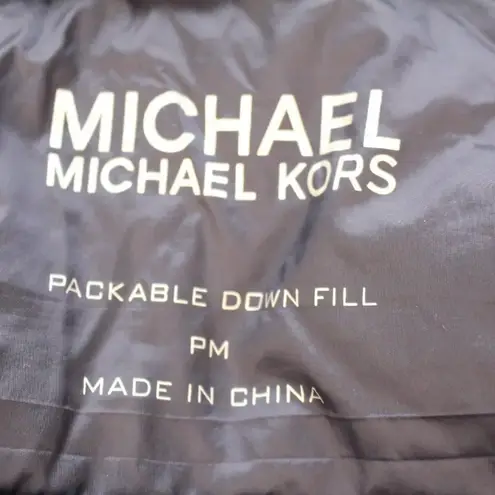 MICHAEL
MICHAEL KORS
PACKABLE DOWN FILL
PM
MADE IN CHINA